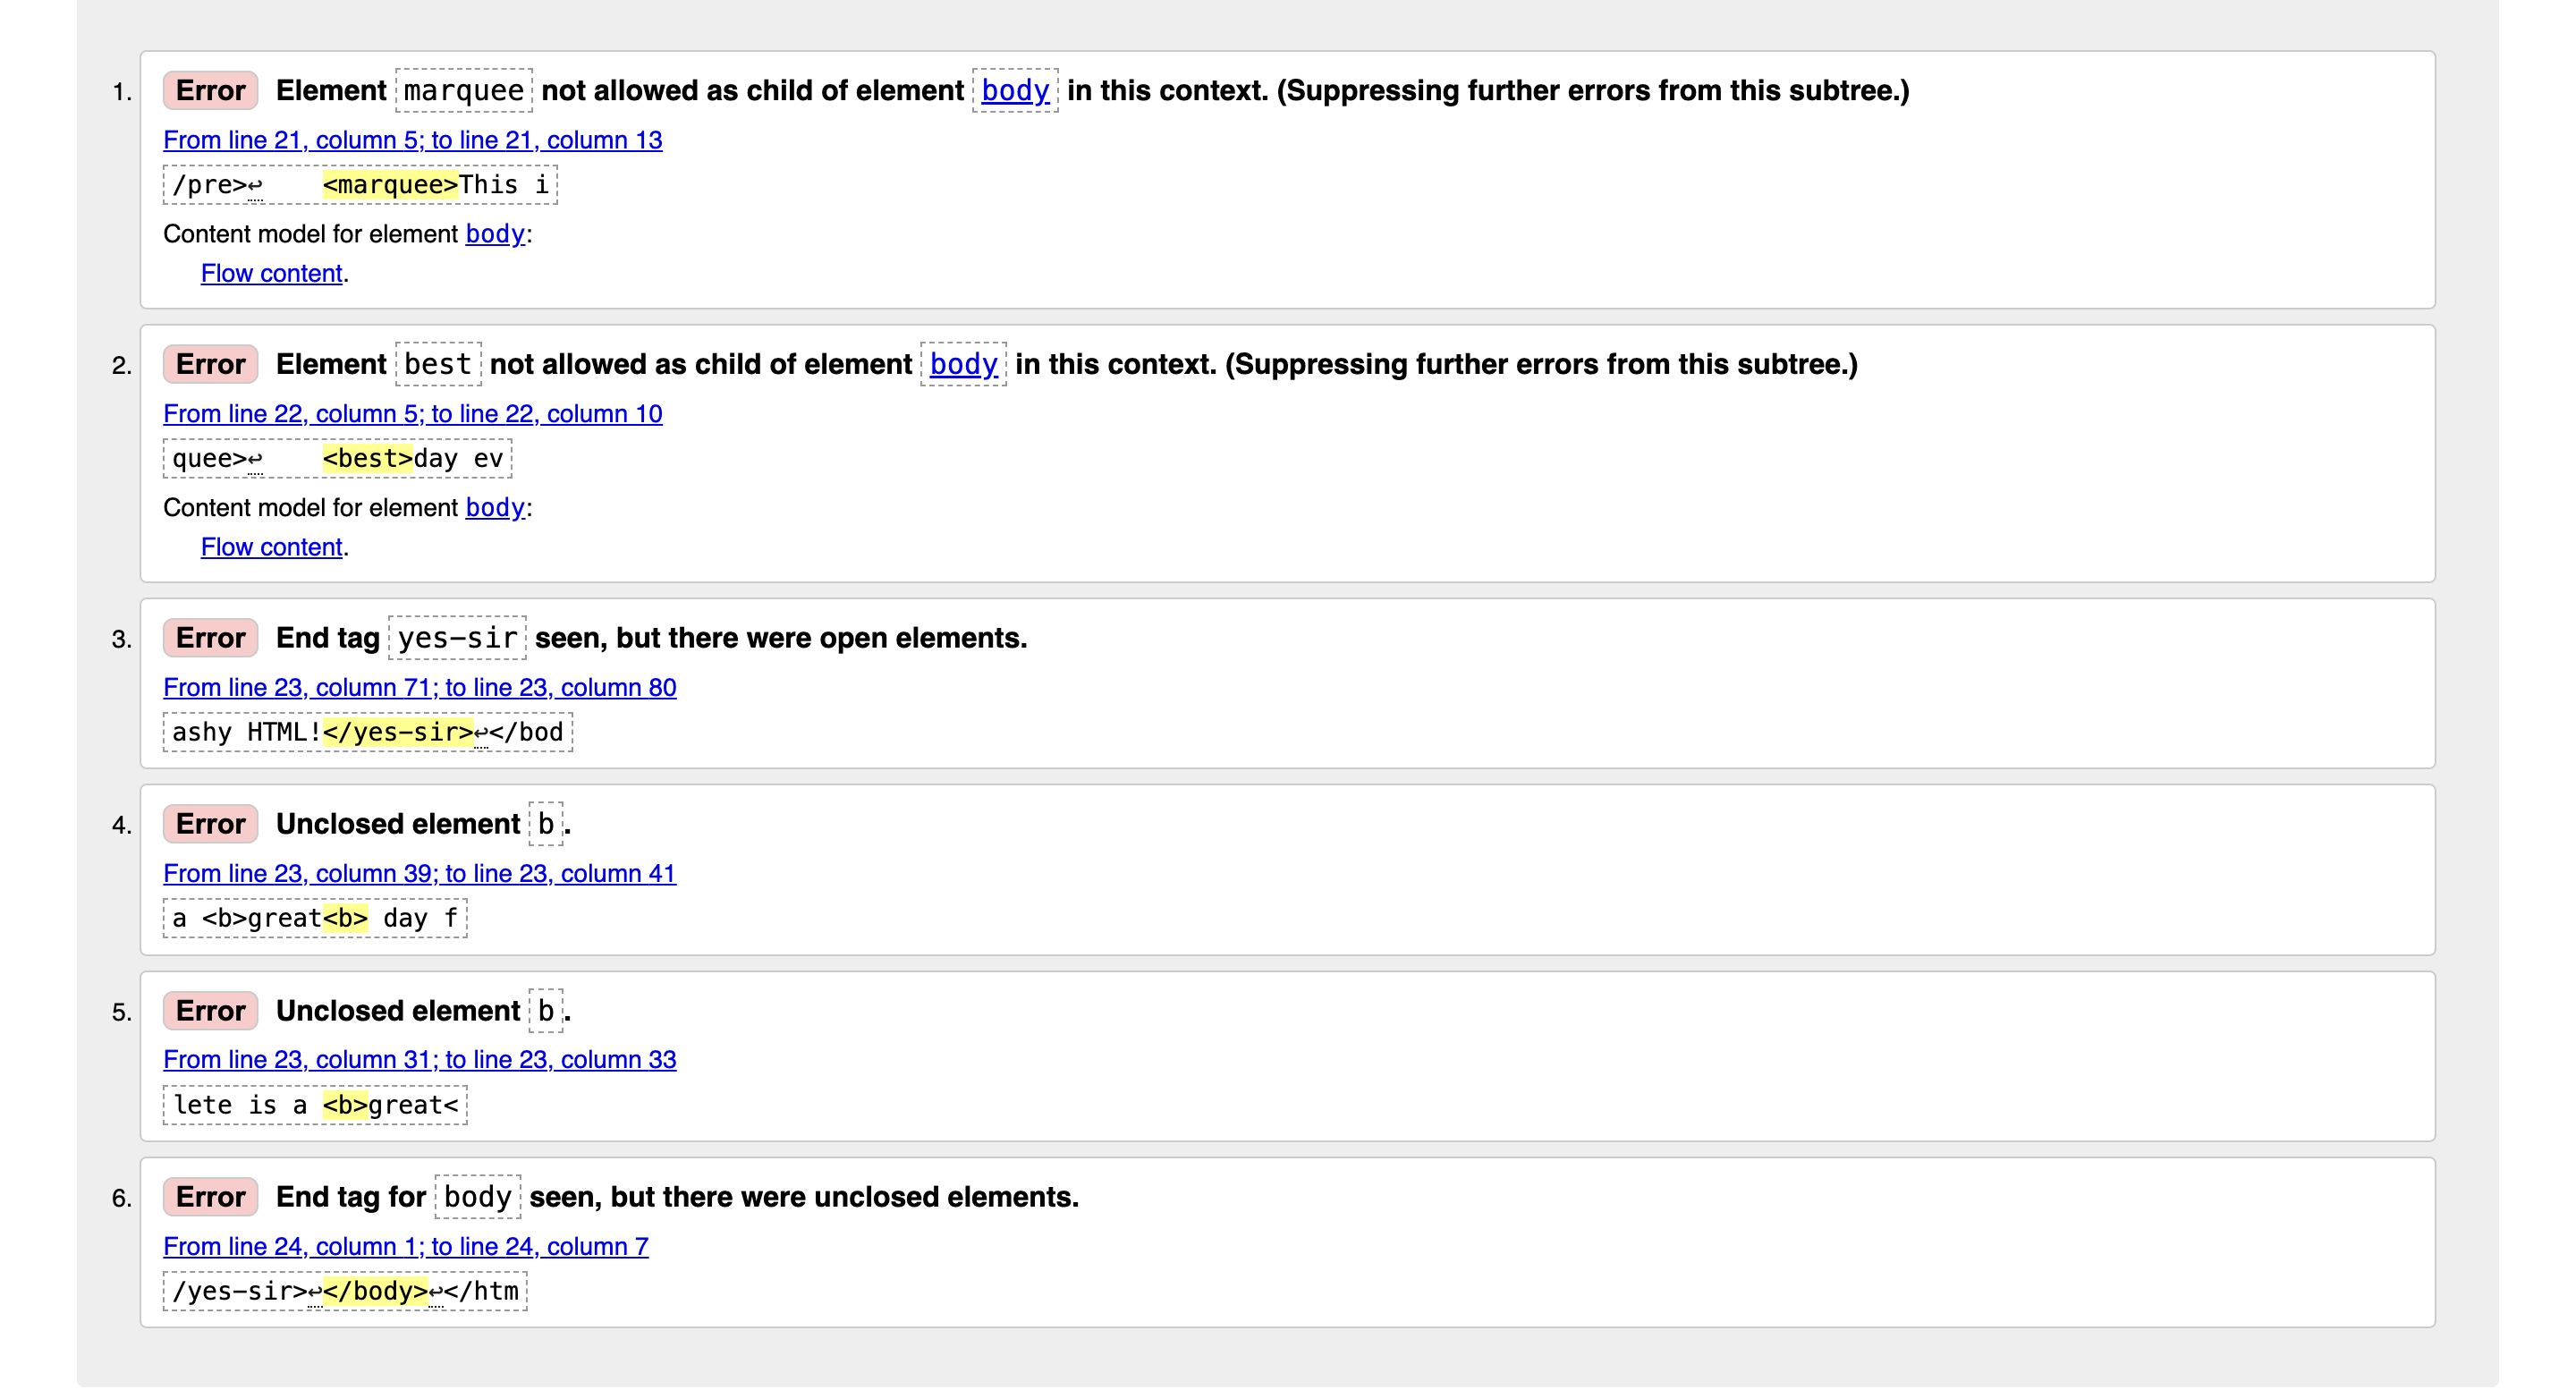 1. Error Element marquee not allowed as child of element body in this context. (Suppressing further errors from this subtree.)
From line 21, column 5; to line 21, column 13
/pre>↩    <marquee>This i
Content model for element body:
Flow content.
2. Error Element best not allowed as child of element body in this context. (Suppressing further errors from this subtree.)
From line 22, column 5; to line 22, column 10
quee>↩    <best>day ev
Content model for element body:
Flow content.
3. Error End tag yes-sir seen, but there were open elements.
From line 23, column 71; to line 23, column 80
ashy HTML!</yes-sir>↩</bod
4. Error Unclosed element b.
From line 23, column 39; to line 23, column 41
a <b>great<b> day f
5. Error Unclosed element b.
From line 23, column 31; to line 23, column 33
lete is a <b>great<
6. Error End tag for body seen, but there were unclosed elements.
From line 24, column 1; to line 24, column 7
/yes-sir>↩</body>↩</htm